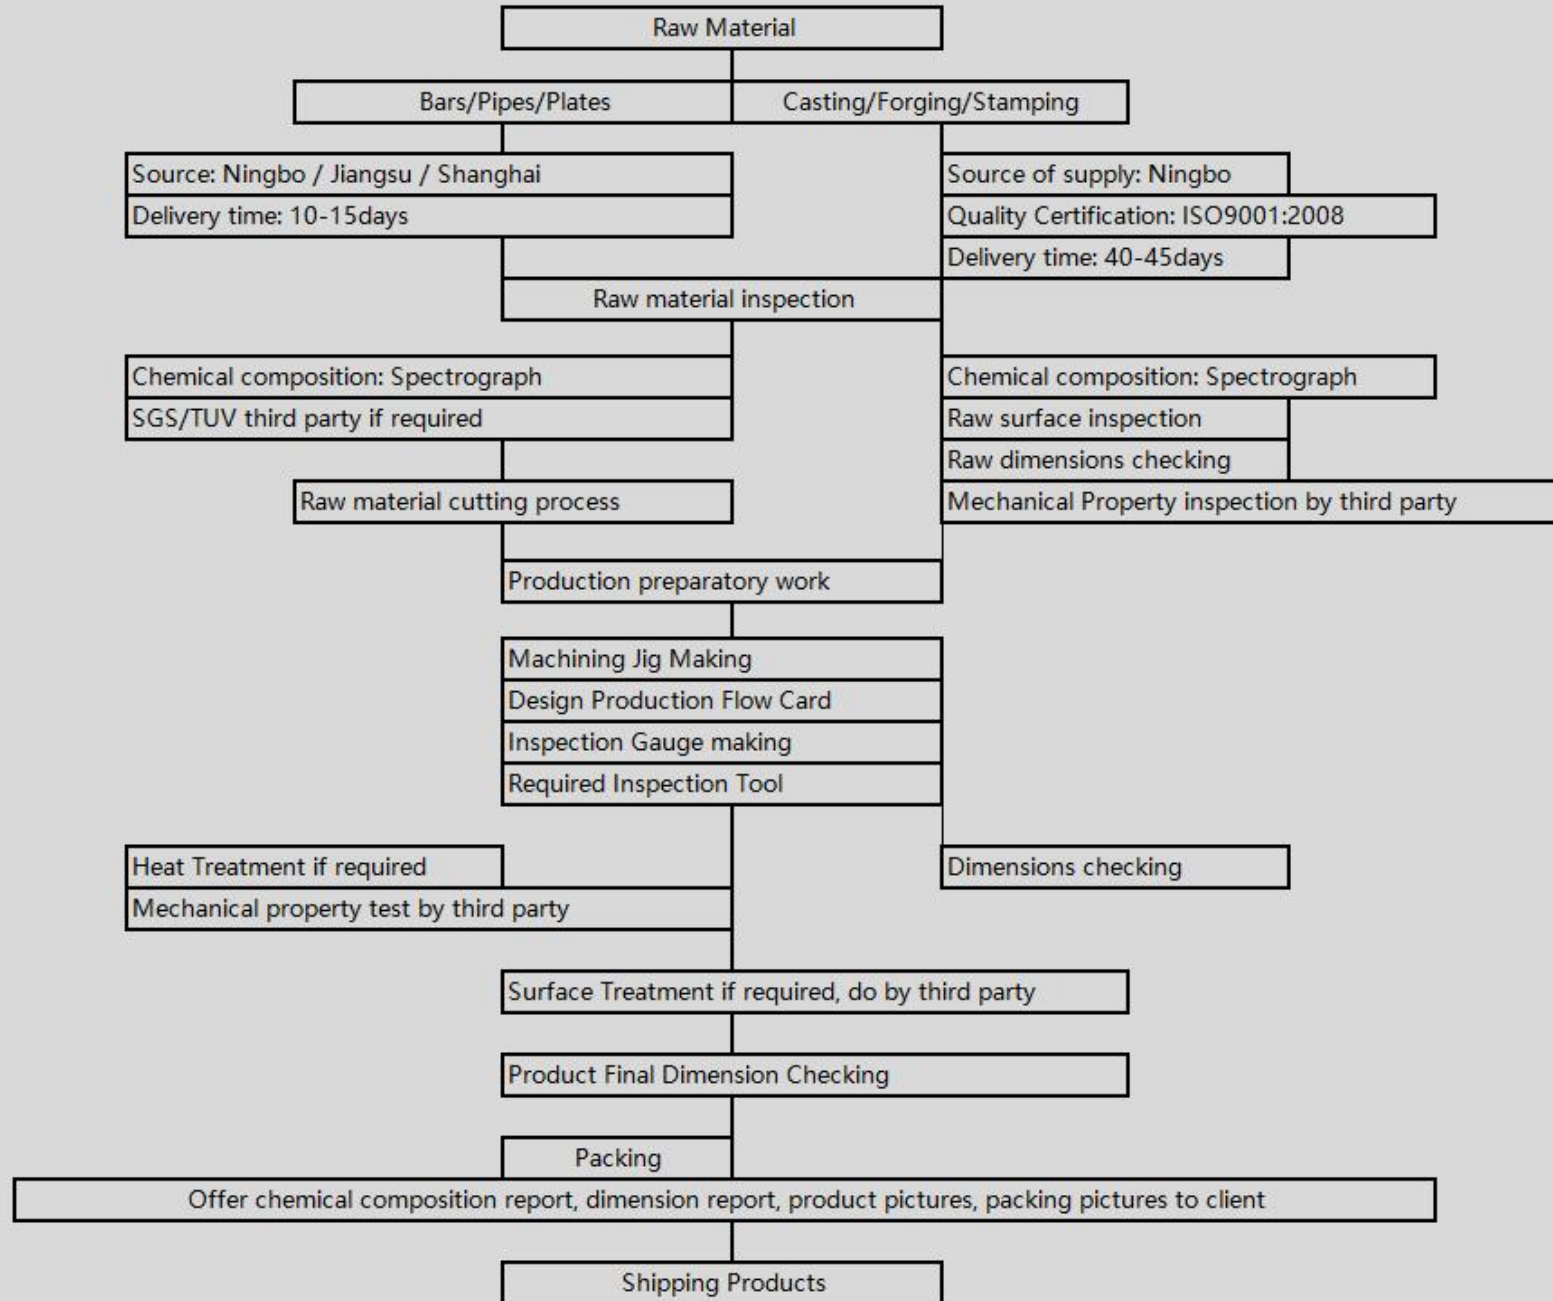 Raw Material
Bars/Pipes/Plates
Casting/Forging/Stamping
Source: Ningbo / Jiangsu / Shanghai
Delivery time: 10-15days
Source of supply: Ningbo
Quality Certification: ISO9001:2008
Delivery time: 40-45days
Raw material inspection
Chemical composition: Spectrograph
SGS/TUV third party if required
Raw material cutting process
Chemical composition: Spectrograph
Raw surface inspection
Raw dimensions checking
Mechanical Property inspection by third party
Production preparatory work
Machining Jig Making
Design Production Flow Card
Inspection Gauge making
Required Inspection Tool
Heat Treatment if required
Mechanical property test by third party
Dimensions checking
Surface Treatment if required, do by third party
Product Final Dimension Checking
Packing
Offer chemical composition report, dimension report, product pictures, packing pictures to client
Shipping Products